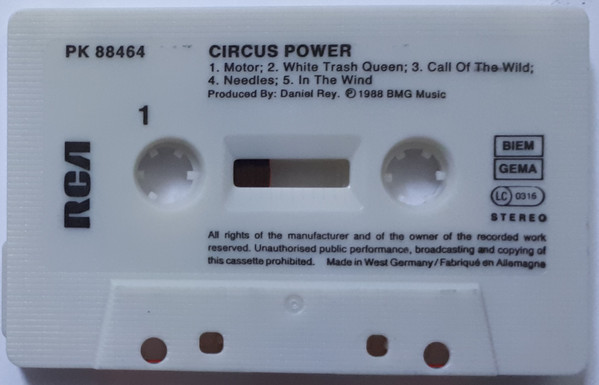 PK 88464
CIRCUS POWER
1. Motor; 2. White Trash Queen; 3. Call Of The Wild;
4. Needles; 5. In The Wind
Produced By: Daniel Rey. ℗ 1988 BMG Music
1
RCA
BIEM
GEMA
LC 0316
STEREO
All rights of the manufacturer and of the owner of the recorded work
reserved. Unauthorised public performance, broadcasting and copying of
this cassette prohibited. Made in West Germany/Fabriqué en Allemagne